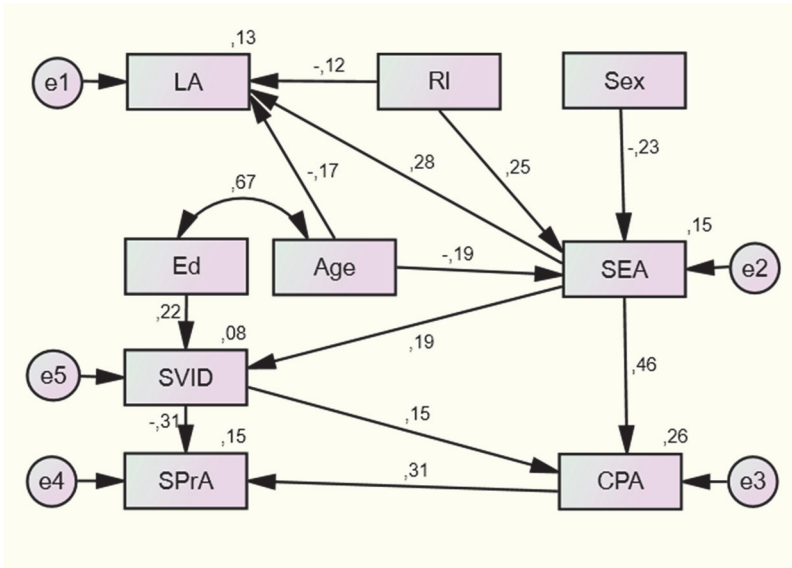 ,13
e1
LA
-,12
RI
Sex
,28
,25
-,23
-,17
,67
,15
Ed
Age
-,19
SEA
e2
,22
,08
,19
e5
SVID
,46
-,31
,15
,15
,26
e4
SPrA
,31
CPA
e3